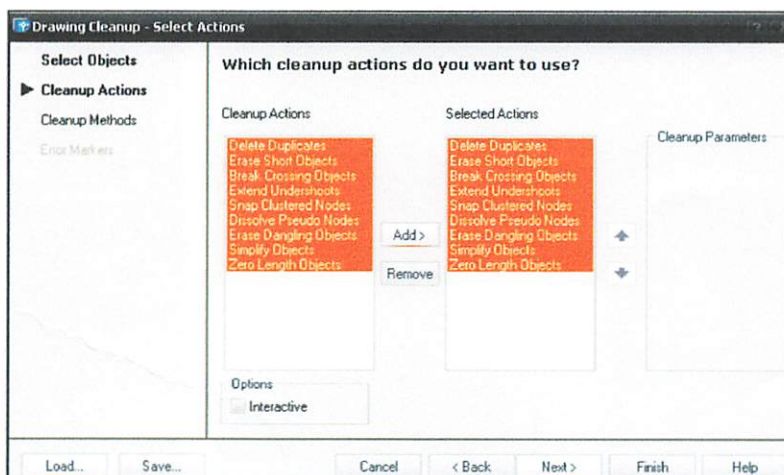 Drawing Cleanup - Select Actions
Select Objects
Cleanup Actions
Cleanup Methods
Error Markers
Which cleanup actions do you want to use?
Cleanup Actions
Delete Duplicates
Erase Short Objects
Break Crossing Objects
Extend Undershoots
Snap Clustered Nodes
Dissolve Pseudo Nodes
Erase Dangling Objects
Simplify Objects
Zero Length Objects
Add >
Remove
Selected Actions
Delete Duplicates
Erase Short Objects
Break Crossing Objects
Extend Undershoots
Snap Clustered Nodes
Dissolve Pseudo Nodes
Erase Dangling Objects
Simplify Objects
Zero Length Objects
Cleanup Parameters
Options
Interactive
Load...
Save...
Cancel
< Back
Next >
Finish
Help